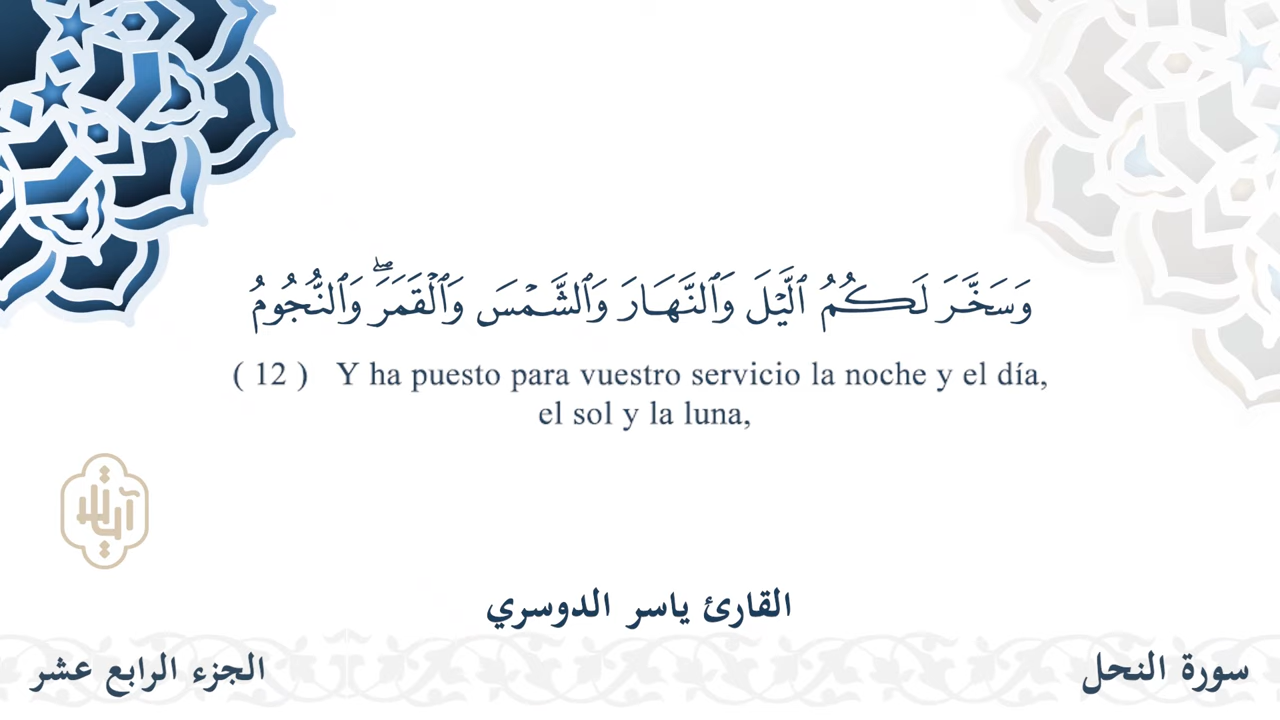 وَسَخَّرَ لَكُمُ ٱلَّيْلَ وَٱلنَّهَارَ وَٱلشَّمْسَ وَٱلْقَمَرَ ۖ وَٱلنُّجُومُ
( 12 ) Y ha puesto para vuestro servicio la noche y el día,
el sol y la luna,
آيات
القارئ ياسر الدوسري
سورة النحل
الجزء الرابع عشر